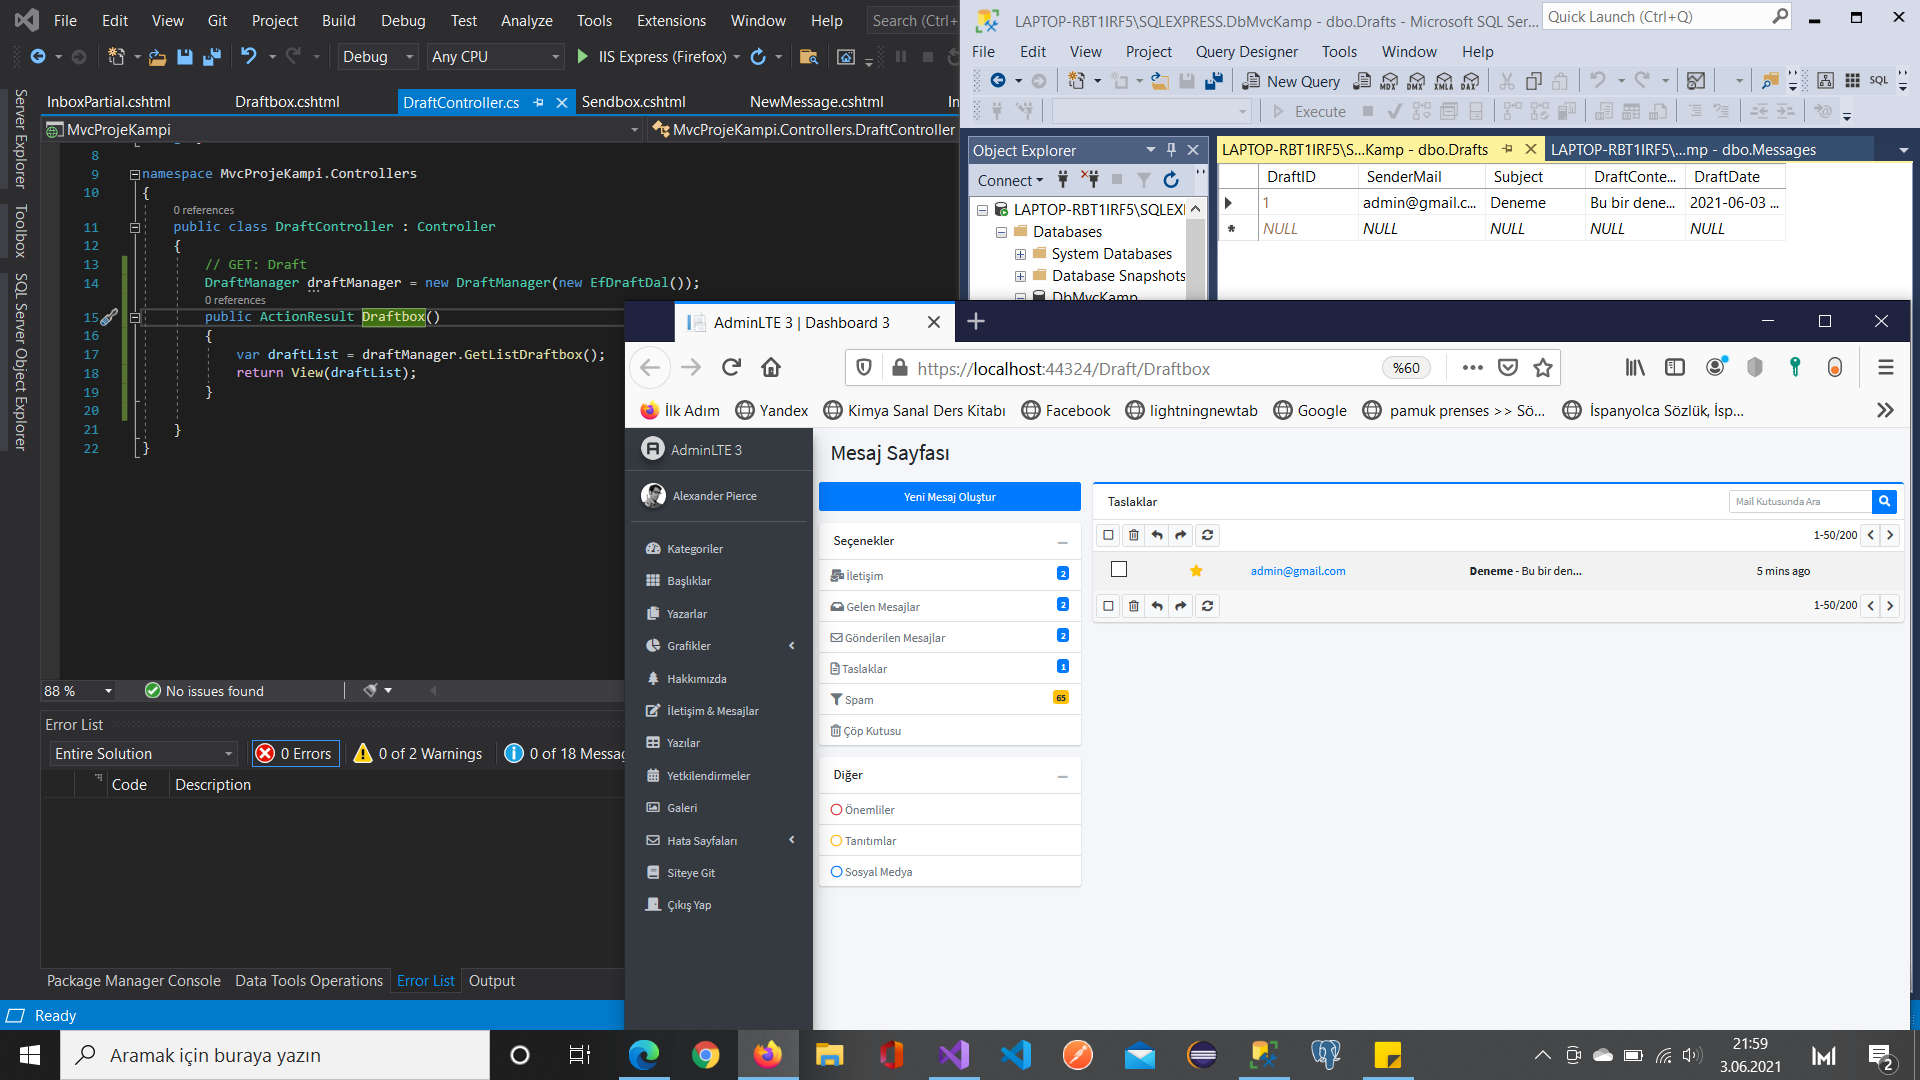 File Edit View Git Project Build Debug Test Analyze Tools Extensions Window Help Search (Ctrl+
Debug Any CPU IIS Express (Firefox)
InboxPartial.cshtml Draftbox.cshtml DraftController.cs Sendbox.cshtml NewMessage.cshtml In
MvcProjeKampi MvcProjeKampi.Controllers.DraftController
Server Explorer
Toolbox
SQL Server Object Explorer
8
9 namespace MvcProjeKampi.Controllers
10 {
0 references
11 public class DraftController : Controller
12 {
13 // GET: Draft
14 DraftManager draftManager = new DraftManager(new EfDraftDal());
0 references
15 public ActionResult Draftbox()
16 {
17 var draftList = draftManager.GetListDraftbox();
18 return View(draftList);
19 }
20
21 }
22 }
88 % No issues found
Error List
Entire Solution 0 Errors 0 of 2 Warnings 0 of 18 Messag
Code Description
Package Manager Console Data Tools Operations Error List Output
Ready
LAPTOP-RBT1IRF5\SQLEXPRESS.DbMvcKamp - dbo.Drafts - Microsoft SQL Ser... Quick Launch (Ctrl+Q)
File Edit View Project Query Designer Tools Window Help
New Query MDX DMX XMLA DAX SQL
Execute
Object Explorer
Connect
LAPTOP-RBT1IRF5\SQLEXI
Databases
System Databases
Database Snapshots
DbMvcKamp
LAPTOP-RBT1IRF5\S...Kamp - dbo.Drafts LAPTOP-RBT1IRF5\...mp - dbo.Messages
DraftID SenderMail Subject DraftConte... DraftDate
1 admin@gmail.c... Deneme Bu bir dene... 2021-06-03 ...
NULL NULL NULL NULL NULL
AdminLTE 3 | Dashboard 3
https://localhost:44324/Draft/Draftbox %60
İlk Adım Yandex Kimya Sanal Ders Kitabı Facebook lightningnewtab Google pamuk prenses >> Sö... İspanyolca Sözlük, İsp...
AdminLTE 3
Alexander Pierce
Kategoriler
Başlıklar
Yazarlar
Grafikler
Hakkımızda
İletişim & Mesajlar
Yazılar
Yetkilendirmeler
Galeri
Hata Sayfaları
Siteye Git
Çıkış Yap
Mesaj Sayfası
Yeni Mesaj Oluştur
Seçenekler
İletişim 2
Gelen Mesajlar 2
Gönderilen Mesajlar 2
Taslaklar 1
Spam 65
Çöp Kutusu
Diğer
Önemliler
Tanıtımlar
Sosyal Medya
Taslaklar Mail Kutusunda Ara
1-50/200
admin@gmail.com Deneme - Bu bir den... 5 mins ago
1-50/200
Aramak için buraya yazın
21:59
3.06.2021
2